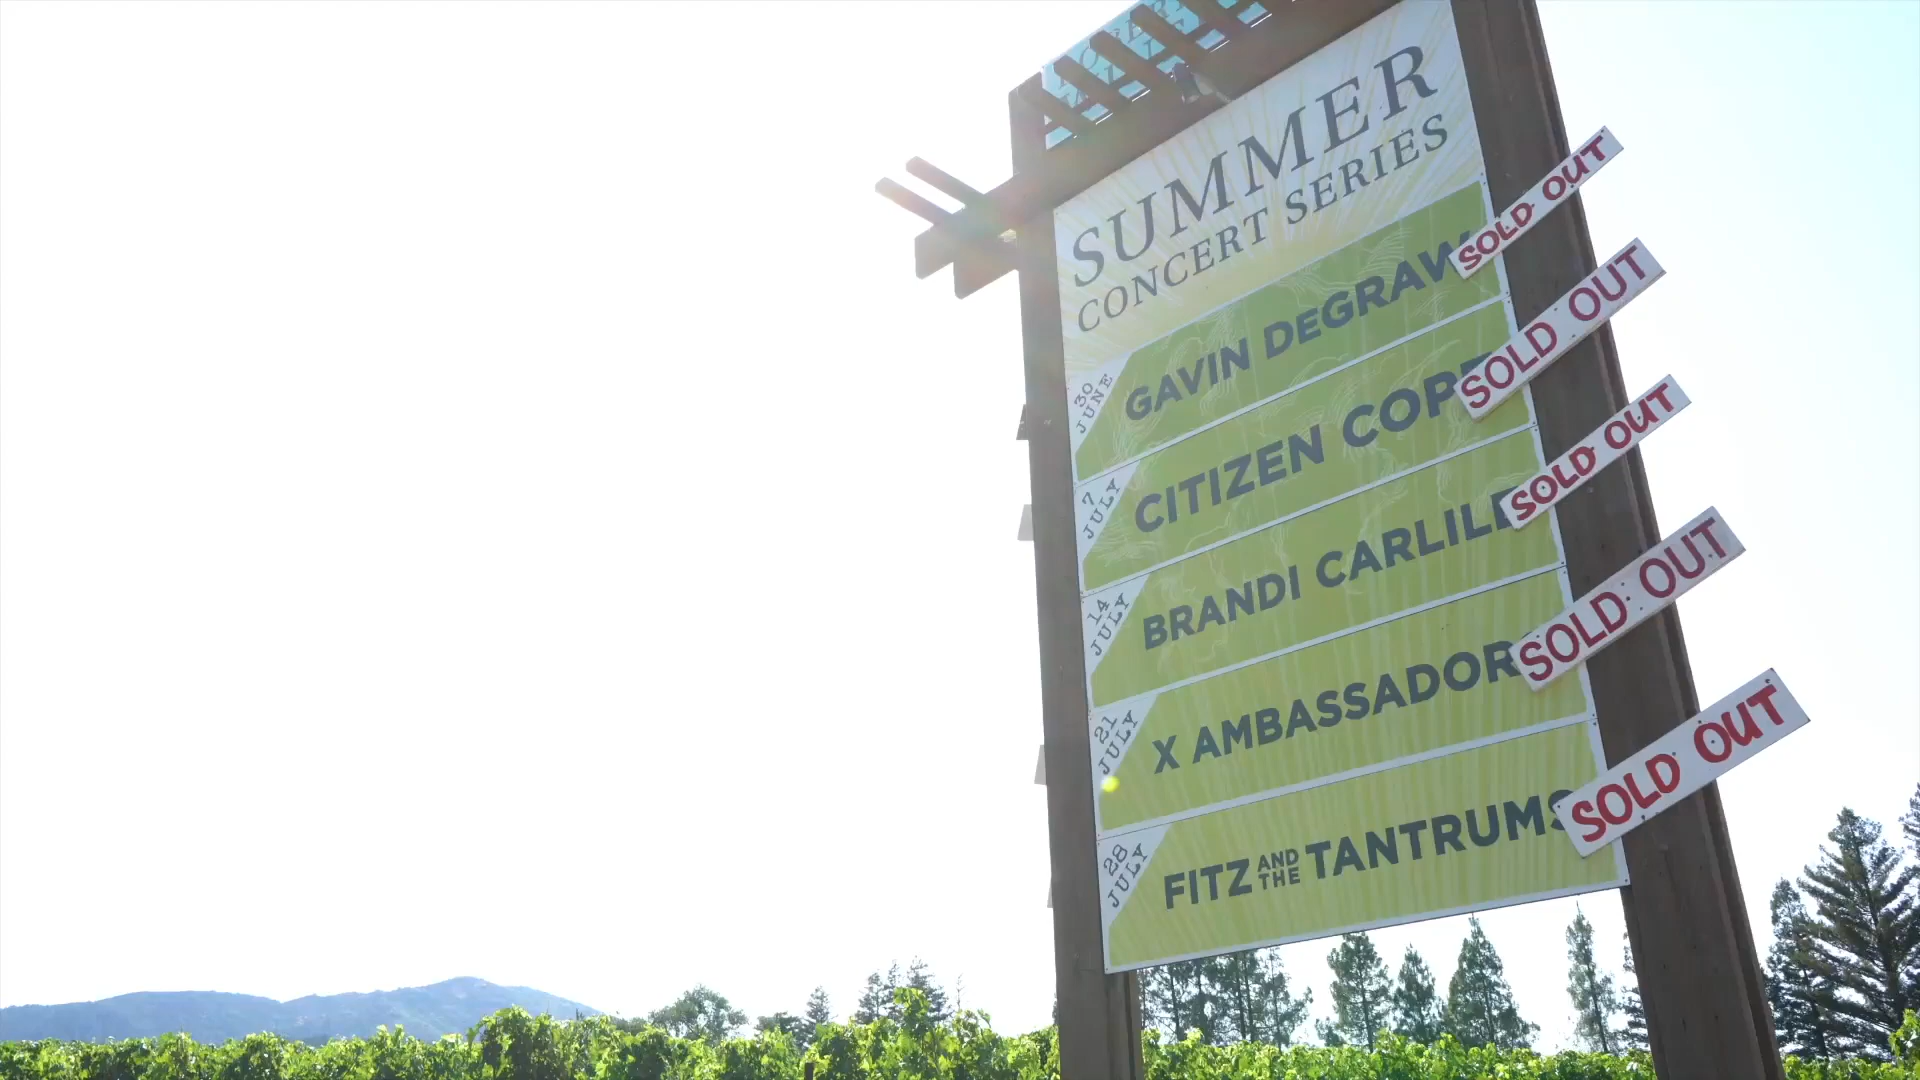 SUMMER
CONCERT SERIES
30 JUNE
GAVIN DEGRAW
SOLD OUT
7 JULY
CITIZEN COPE
SOLD OUT
14 JULY
BRANDI CARLILE
SOLD OUT
21 JULY
X AMBASSADOR
SOLD OUT
28 JULY
FITZ AND THE TANTRUMS
SOLD OUT